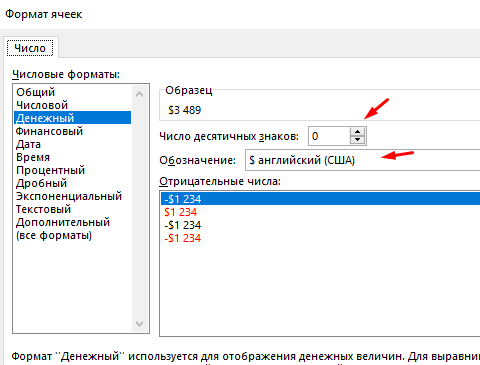 Формат ячеек
Число
Числовые форматы:
Общий
Числовой
Денежный
Финансовый
Дата
Время
Процентный
Дробный
Экспоненциальный
Текстовый
Дополнительный
(все форматы)
Образец
$3 489
Число десятичных знаков: 0
Обозначение: $ английский (США)
Отрицательные числа:
-$1 234
$1 234
-$1 234
-$1 234
Формат "Денежный" используется для отображения денежных величин. Для выравнив